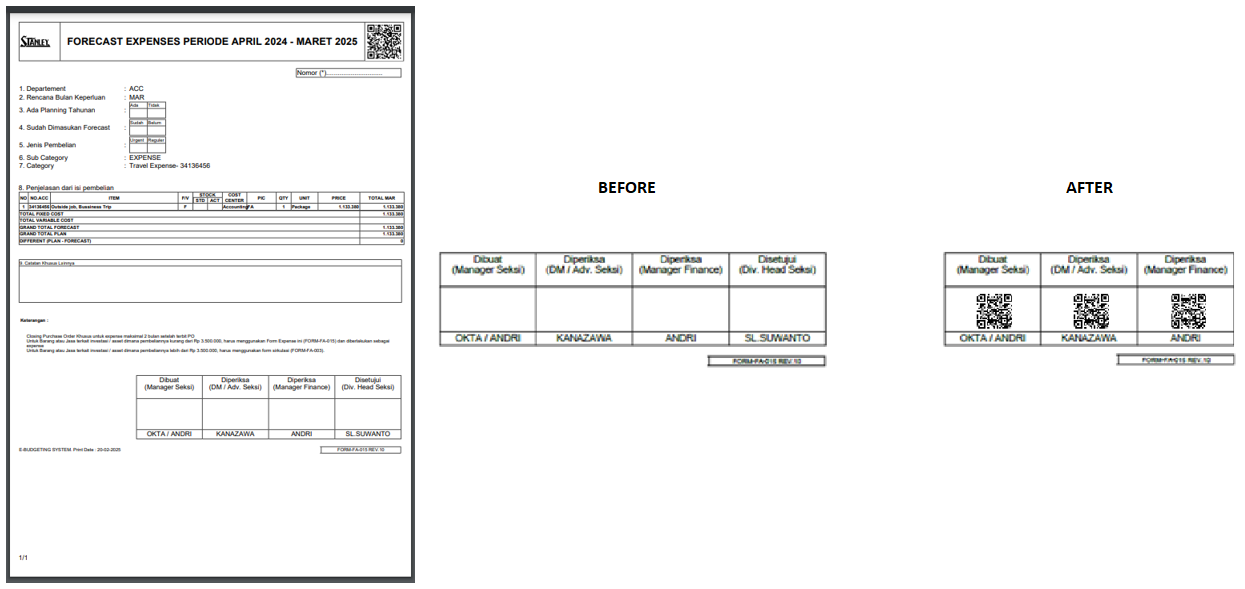 STANLEY
FORECAST EXPENSES PERIODE APRIL 2024 - MARET 2025
Nomor (*)..............................
1. Departement : ACC
2. Rencana Bulan Keperluan : MAR
3. Ada Planning Tahunan : Ada Tidak
4. Sudah Dimasukan Forecast : Sudah Belum
5. Jenis Pembelian : Urgent Reguler
6. Sub Category : EXPENSE
7. Category : Travel Expense- 34136456
8. Penjelasan dari isi pembelian
NO NO.ACC ITEM F/V STOCK STD ACT COST CENTER PIC QTY UNIT PRICE TOTAL MAR
1 34136456 Outside job, Bussiness Trip F Accounting FA 1 Package 1.133.380 1.133.380
TOTAL FIXED COST 1.133.380
TOTAL VARIABLE COST
GRAND TOTAL FORECAST 1.133.380
GRAND TOTAL PLAN 1.133.380
DIFFERENT (PLAN - FORECAST) 0
9. Catatan Khusus Lainnya
Keterangan :
Closing Purchase Order Khusus untuk expense maksimal 2 bulan setelah terbit PO
Untuk Barang atau Jasa terkait investasi / asset dimana pembeliannya kurang dari Rp 3.500.000, harus menggunakan Form Expense ini (FORM-FA-015) dan diberlakukan sebagai
expense
Untuk Barang atau Jasa terkait investasi / asset dimana pembeliannya lebih dari Rp 3.500.000, harus menggunakan form sirkulasi (FORM-FA-003).
Dibuat Diperiksa Diperiksa Disetujui
(Manager Seksi) (DM / Adv. Seksi) (Manager Finance) (Div. Head Seksi)
OKTA / ANDRI KANAZAWA ANDRI SL.SUWANTO
E-BUDGETING SYSTEM. Print Date : 20-02-2025 FORM-FA-015 REV.10
1/1
BEFORE
Dibuat Diperiksa Diperiksa Disetujui
(Manager Seksi) (DM / Adv. Seksi) (Manager Finance) (Div. Head Seksi)
OKTA / ANDRI KANAZAWA ANDRI SL.SUWANTO
FORM-FA-015 REV.10
AFTER
Dibuat Diperiksa Diperiksa
(Manager Seksi) (DM / Adv. Seksi) (Manager Finance)
OKTA / ANDRI KANAZAWA ANDRI
FORM-FA-015 REV.10